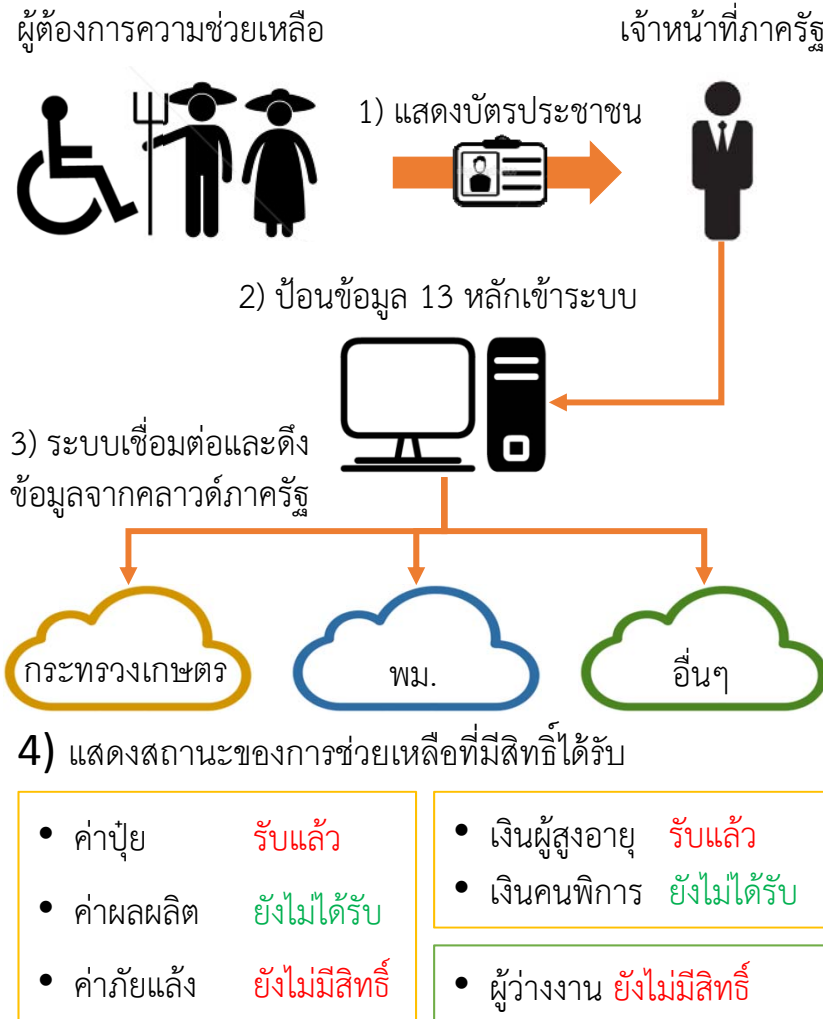 ผู้ต้องการความช่วยเหลือ
เจ้าหน้าที่ภาครัฐ
1) แสดงบัตรประชาชน
2) ป้อนข้อมูล 13 หลักเข้าระบบ
3) ระบบเชื่อมต่อและดึง
ข้อมูลจากคลาวด์ภาครัฐ
กระทรวงเกษตร
พม.
อื่นๆ
4) แสดงสถานะของการช่วยเหลือที่มีสิทธิ์ได้รับ
• ค่าปุ๋ย รับแล้ว
• ค่าผลผลิต ยังไม่ได้รับ
• ค่าภัยแล้ง ยังไม่มีสิทธิ์
• เงินผู้สูงอายุ รับแล้ว
• เงินคนพิการ ยังไม่ได้รับ
• ผู้ว่างงาน ยังไม่มีสิทธิ์